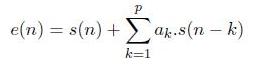 e(n) = s(n) + \sum_{k=1}^{p} a_k.s(n − k)